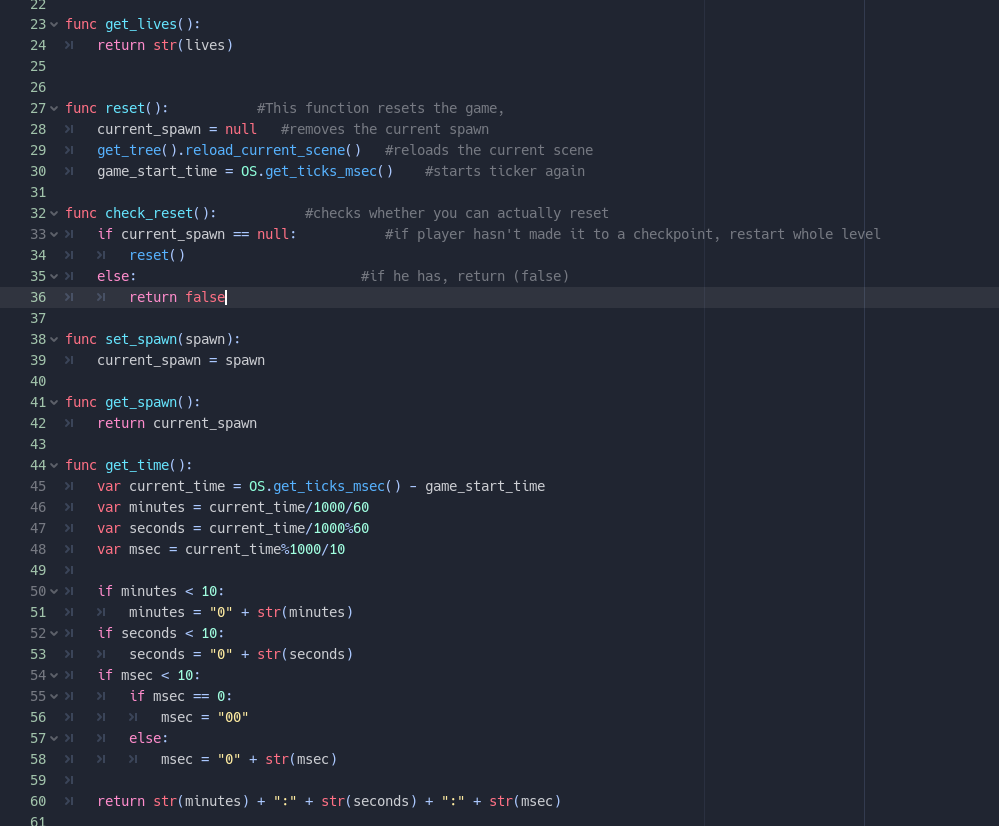 22
23 func get_lives():
24 return str(lives)
25
26
27 func reset(): #This function resets the game,
28 current_spawn = null #removes the current spawn
29 get_tree().reload_current_scene() #reloads the current scene
30 game_start_time = OS.get_ticks_msec() #starts ticker again
31
32 func check_reset(): #checks whether you can actually reset
33 if current_spawn == null: #if player hasn't made it to a checkpoint, restart whole level
34 reset()
35 else: #if he has, return (false)
36 return false
37
38 func set_spawn(spawn):
39 current_spawn = spawn
40
41 func get_spawn():
42 return current_spawn
43
44 func get_time():
45 var current_time = OS.get_ticks_msec() - game_start_time
46 var minutes = current_time/1000/60
47 var seconds = current_time/1000%60
48 var msec = current_time%1000/10
49
50 if minutes < 10:
51 minutes = "0" + str(minutes)
52 if seconds < 10:
53 seconds = "0" + str(seconds)
54 if msec < 10:
55 if msec == 0:
56 msec = "00"
57 else:
58 msec = "0" + str(msec)
59
60 return str(minutes) + ":" + str(seconds) + ":" + str(msec)
61